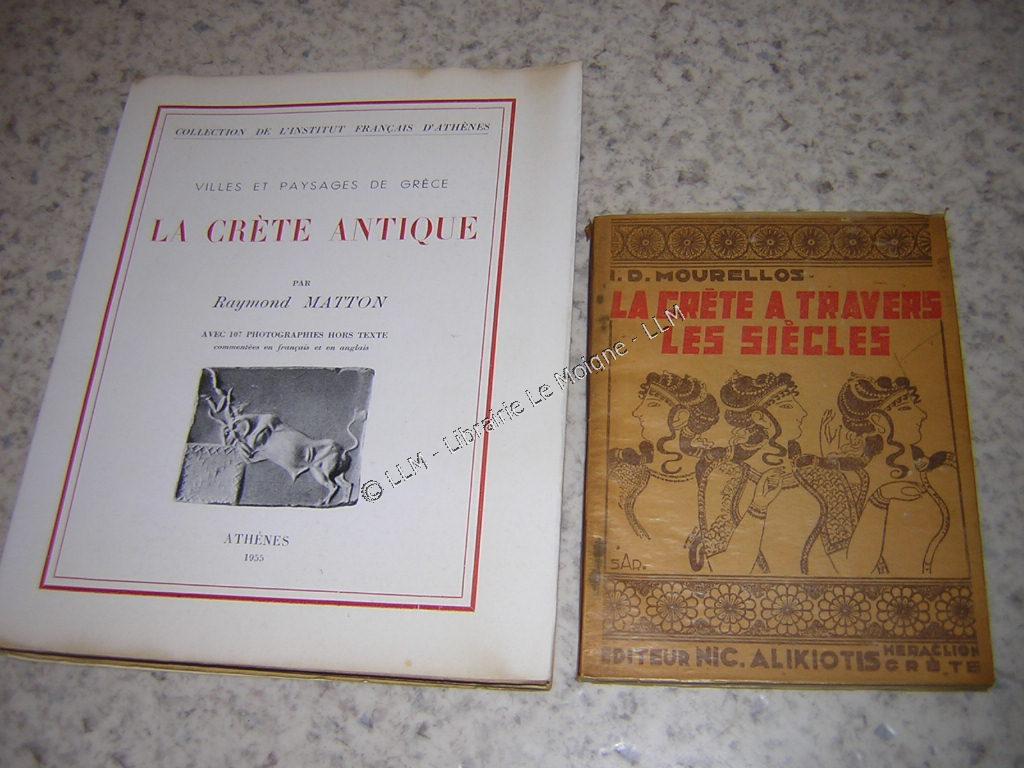 COLLECTION DE L'INSTITUT FRANÇAIS D'ATHÈNES
VILLES ET PAYSAGES DE GRÈCE
LA CRÈTE ANTIQUE
PAR
Raymond MATTON
AVEC 107 PHOTOGRAPHIES HORS TEXTE
commentées en français et en anglais
ATHÈNES
1955
I. D. MOURELLOS
LA CRÈTE A TRAVERS
LES SIÈCLES
SAR.
EDITEUR NIC. ALIKIOTIS HERACLION
CRÈTE
© LLM - Librairie Le Moigne - LLM